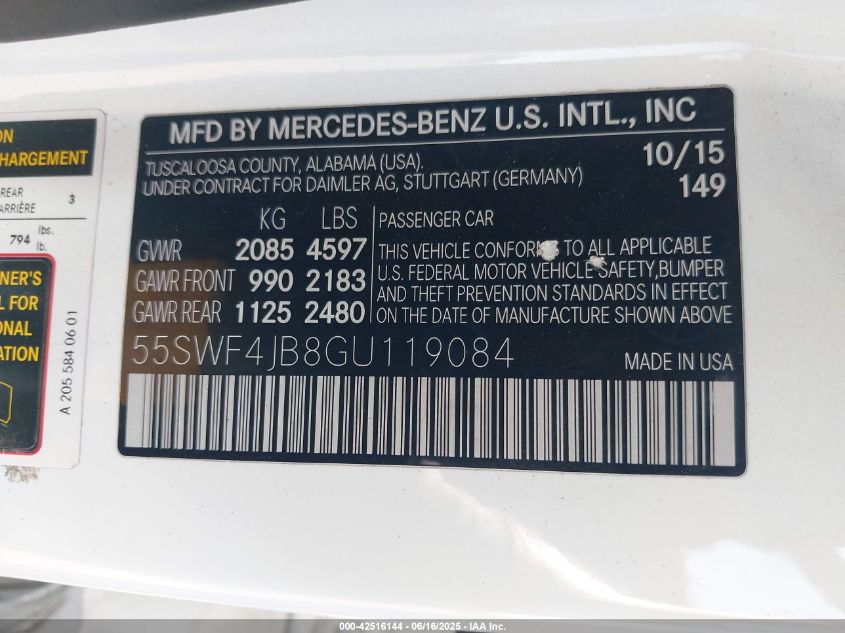 ON
CHARGEMENT
REAR
ARRIÈRE 3
794 lbs.
lb.
NER'S
L FOR
ONAL
ATION
A 205 584 06 01
MFD BY MERCEDES-BENZ U.S. INTL., INC
TUSCALOOSA COUNTY, ALABAMA (USA). 10/15
UNDER CONTRACT FOR DAIMLER AG, STUTTGART (GERMANY) 149
KG LBS
GVWR 2085 4597
GAWR FRONT 990 2183
GAWR REAR 1125 2480
PASSENGER CAR
THIS VEHICLE CONFORMS TO ALL APPLICABLE
U.S. FEDERAL MOTOR VEHICLE SAFETY, BUMPER
AND THEFT PREVENTION STANDARDS IN EFFECT
ON THE DATE OF MANUFACTURE SHOWN ABOVE
55SWF4JB8GU119084 MADE IN USA
000-42516144 - 06/16/2025 - IAA Inc.